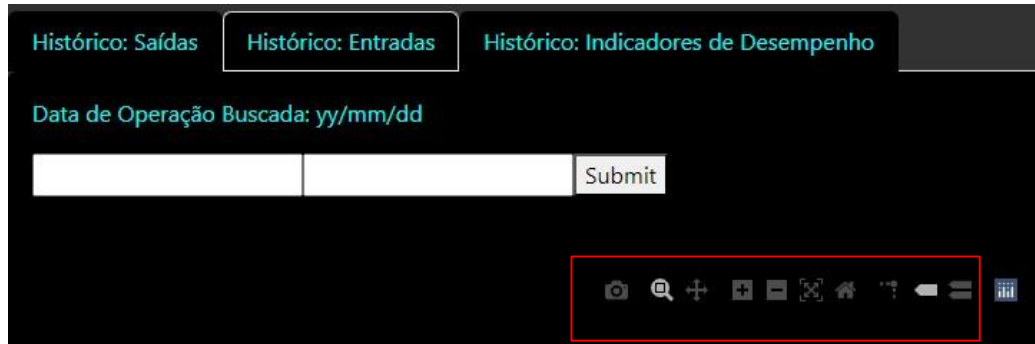 Histórico: Saídas Histórico: Entradas Histórico: Indicadores de Desempenho
Data de Operação Buscada: yy/mm/dd
Submit